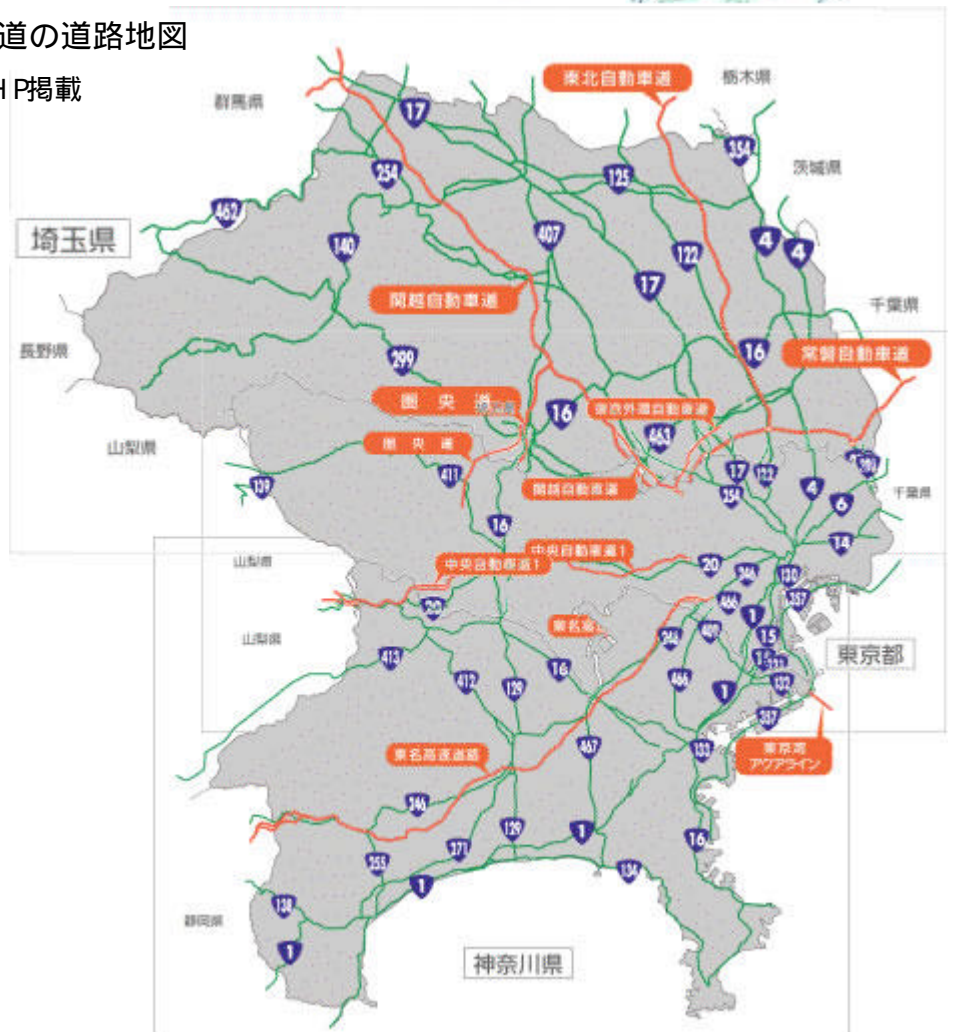 道の道路地図
HP掲載
東北自動車道
栃木県
群馬県
17
354
茨城県
254
125
462
埼玉県
140
407
4
4
122
17
関越自動車道
千葉県
長野県
299
16
常磐自動車道
圏央道
16
東京外環自動車道
463
山梨県
圏央道
411
139
関越自動車道
17
122
254
4
6
千葉県
16
14
山梨県
中央自動車道1
中央自動車道1
20
246
130
357
466
1
山梨県
東名高
246
409
15
東京都
413
412
129
16
466
15
132
1
357
467
133
東京湾
アクアライン
東名高速道路
246
129
1
16
271
255
1
134
138
静岡県
1
神奈川県